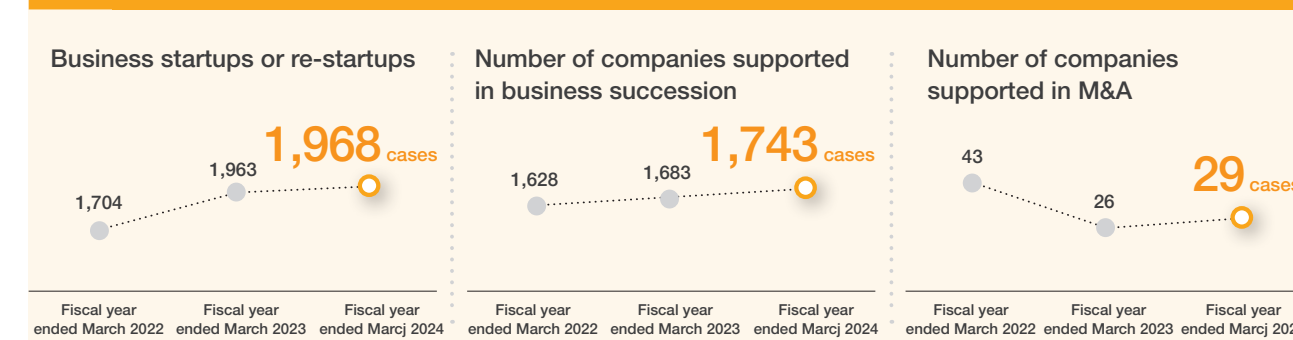 Business startups or re-startups
1,704
1,963
1,968 cases
Fiscal year
ended March 2022
Fiscal year
ended March 2023
Fiscal year
ended Marcj 2024
Number of companies supported
in business succession
1,628
1,683
1,743 cases
Fiscal year
ended March 2022
Fiscal year
ended March 2023
Fiscal year
ended Marcj 2024
Number of companies
supported in M&A
43
26
29 cases
Fiscal year
ended March 2022
Fiscal year
ended March 2023
Fiscal year
ended Marcj